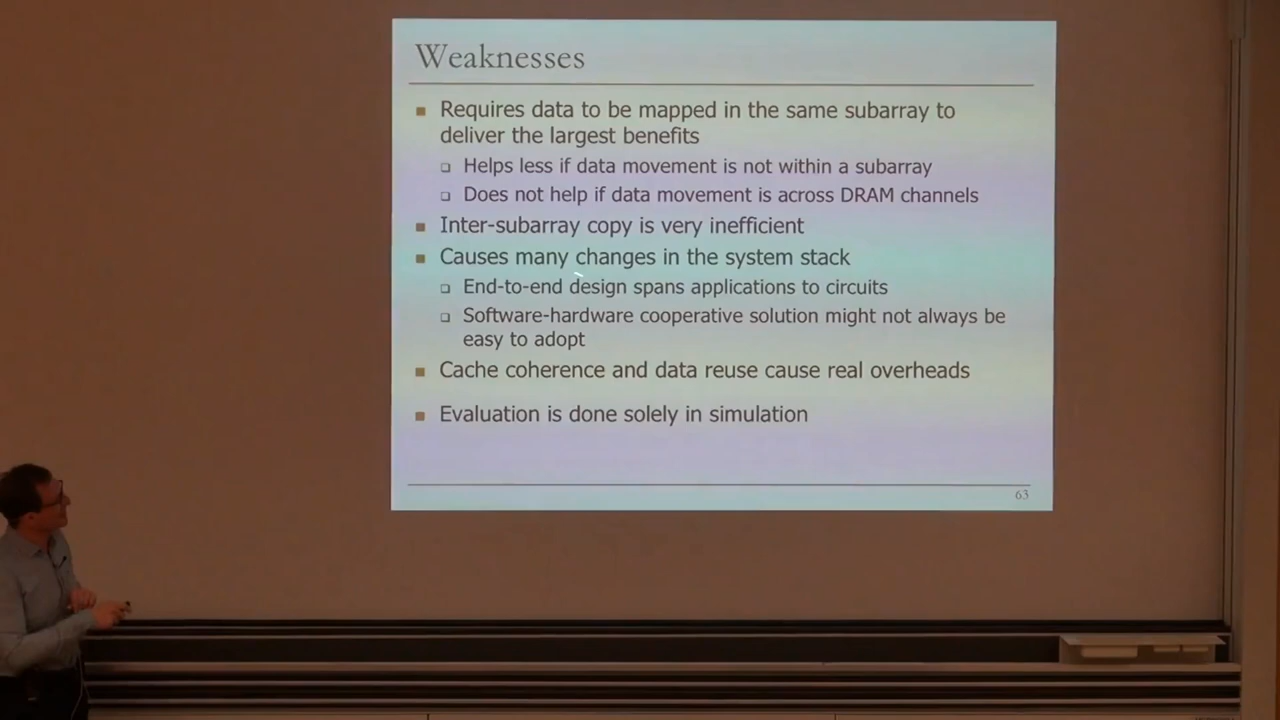 Weaknesses
Requires data to be mapped in the same subarray to
deliver the largest benefits
Helps less if data movement is not within a subarray
Does not help if data movement is across DRAM channels
Inter-subarray copy is very inefficient
Causes many changes in the system stack
End-to-end design spans applications to circuits
Software-hardware cooperative solution might not always be
easy to adopt
Cache coherence and data reuse cause real overheads
Evaluation is done solely in simulation
63